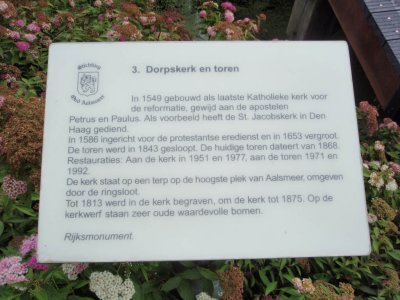 Stichting
Oud Aalsmeer
3. Dorpskerk en toren
In 1549 gebouwd als laatste Katholieke kerk voor
de reformatie, gewijd aan de apostelen
Petrus en Paulus. Als voorbeeld heeft de St. Jacobskerk in Den
Haag gediend.
In 1586 ingericht voor de protestantse eredienst en in 1653 vergroot.
De toren werd in 1843 gesloopt. De huidige toren dateert van 1868.
Restauraties: Aan de kerk in 1951 en 1977, aan de toren 1971 en
1992.
De kerk staat op een terp op de hoogste plek van Aalsmeer, omgeven
door de ringsloot.
Tot 1813 werd in de kerk begraven, om de kerk tot 1875. Op de
kerkwerf staan zeer oude waardevolle bomen.
Rijksmonument.